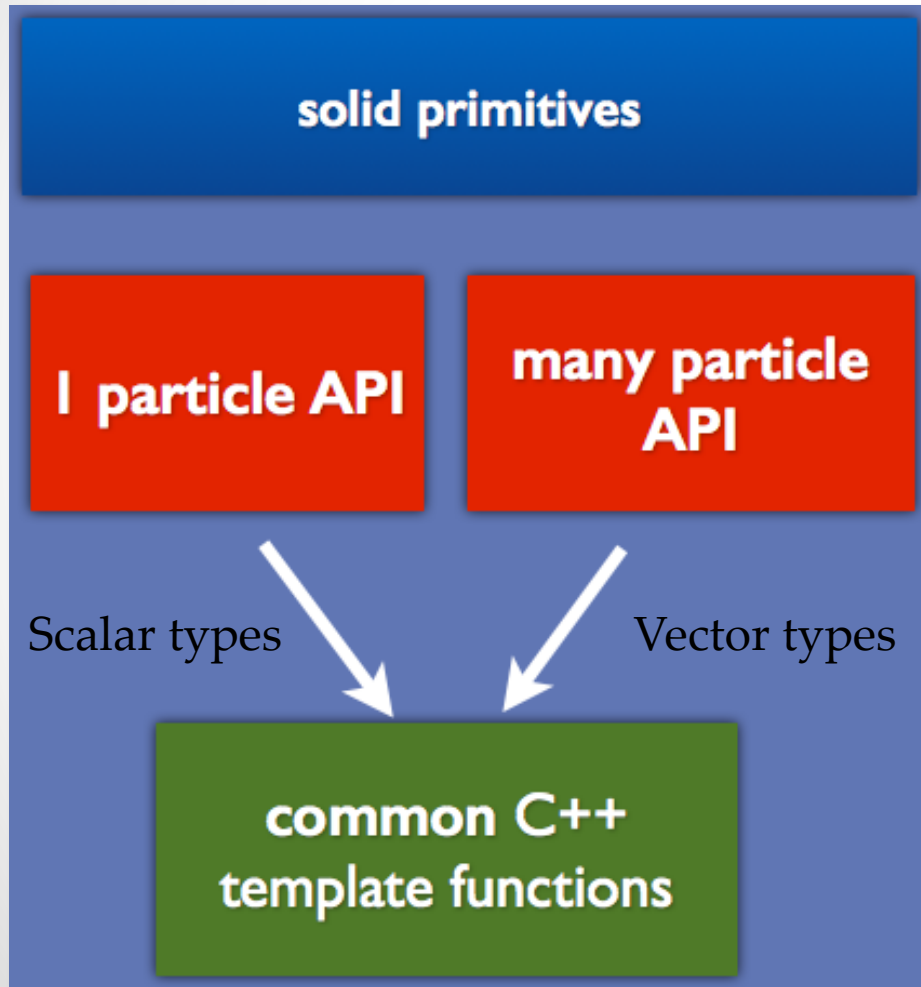 solid primitives
1 particle API
many particle
API
Scalar types
Vector types
common C++
template functions